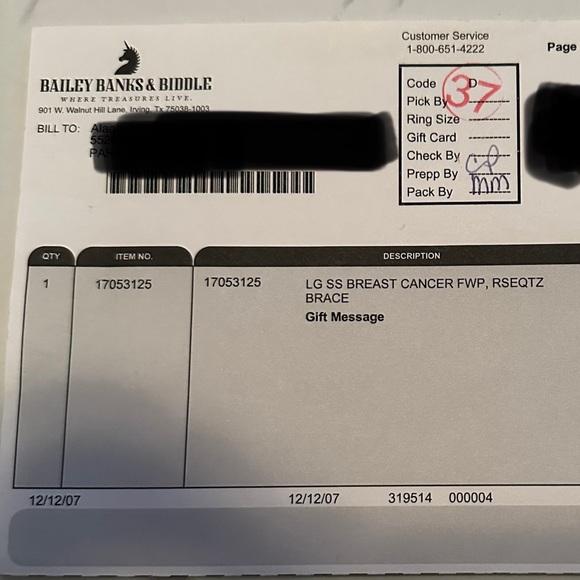 Customer Service
1-800-651-4222
Page
BAILEY BANKS & BIDDLE
WHERE TREASURES LIVE.
901 W. Walnut Hill Lane, Irving, Tx 75038-1003
BILL TO:
Code D
37
Pick By
Ring Size
Gift Card
Check By
Prepp By
Pack By mm
QTY ITEM NO. DESCRIPTION
1 17053125 17053125 LG SS BREAST CANCER FWP, RSEQTZ
BRACE
Gift Message
12/12/07 12/12/07 319514 000004